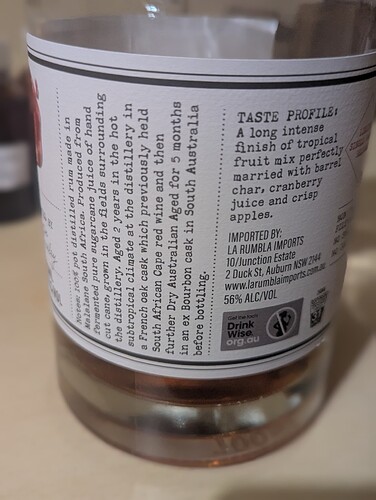 Notes: 100% pot distilled rum made in
Malalane South Africa. Produced from
fermented pure sugarcane juice of hand
cut cane, grown in the fields surrounding
the distillery. Aged 2 years in the hot
subtropical climate at the distillery in
a French oak cask which previously held
South African Cape red wine and then
further Dry Australian Aged for 5 months
in an ex Bourbon cask in South Australia
before bottling.
TASTE PROFILE:
A long intense
finish of tropical
fruit mix perfectly
married with barrel
char, cranberry
juice and crisp
apples.
IMPORTED BY:
LA RUMBLA IMPORTS
10/Junction Estate
2 Duck St, Auburn NSW 2144
www.larumblaimports.com.au
56% ALC/VOL
Get the facts
Drink
Wise
.org.au